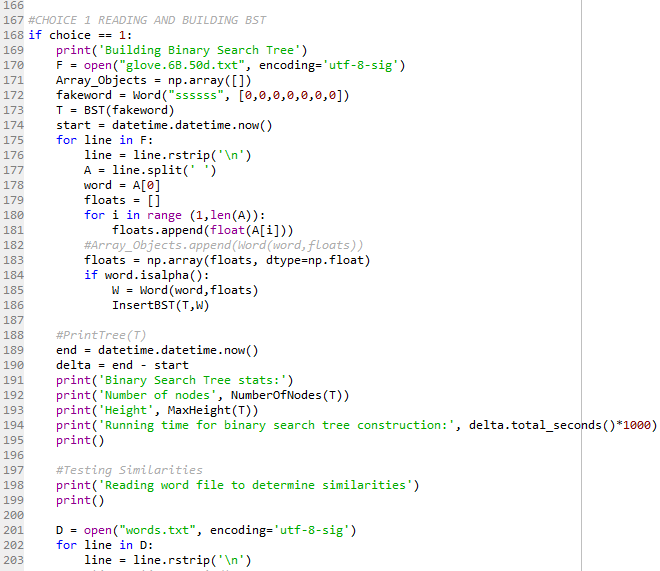 166
167 #CHOICE 1 READING AND BUILDING BST
168 if choice == 1:
169     print('Building Binary Search Tree')
170     F = open("glove.6B.50d.txt", encoding='utf-8-sig')
171     Array_Objects = np.array([])
172     fakeword = Word("ssssss", [0,0,0,0,0,0,0])
173     T = BST(fakeword)
174     start = datetime.datetime.now()
175     for line in F:
176         line = line.rstrip('\n')
177         A = line.split(' ')
178         word = A[0]
179         floats = []
180         for i in range (1,len(A)):
181             floats.append(float(A[i]))
182         #Array_Objects.append(Word(word,floats))
183         floats = np.array(floats, dtype=np.float)
184         if word.isalpha():
185             W = Word(word,floats)
186             InsertBST(T,W)
187
188     #PrintTree(T)
189     end = datetime.datetime.now()
190     delta = end - start
191     print('Binary Search Tree stats:')
192     print('Number of nodes', NumberOfNodes(T))
193     print('Height', MaxHeight(T))
194     print('Running time for binary search tree construction:', delta.total_seconds()*1000)
195     print()
196
197     #Testing Similarities
198     print('Reading word file to determine similarities')
199     print()
200
201     D = open("words.txt", encoding='utf-8-sig')
202     for line in D:
203         line = line.rstrip('\n')